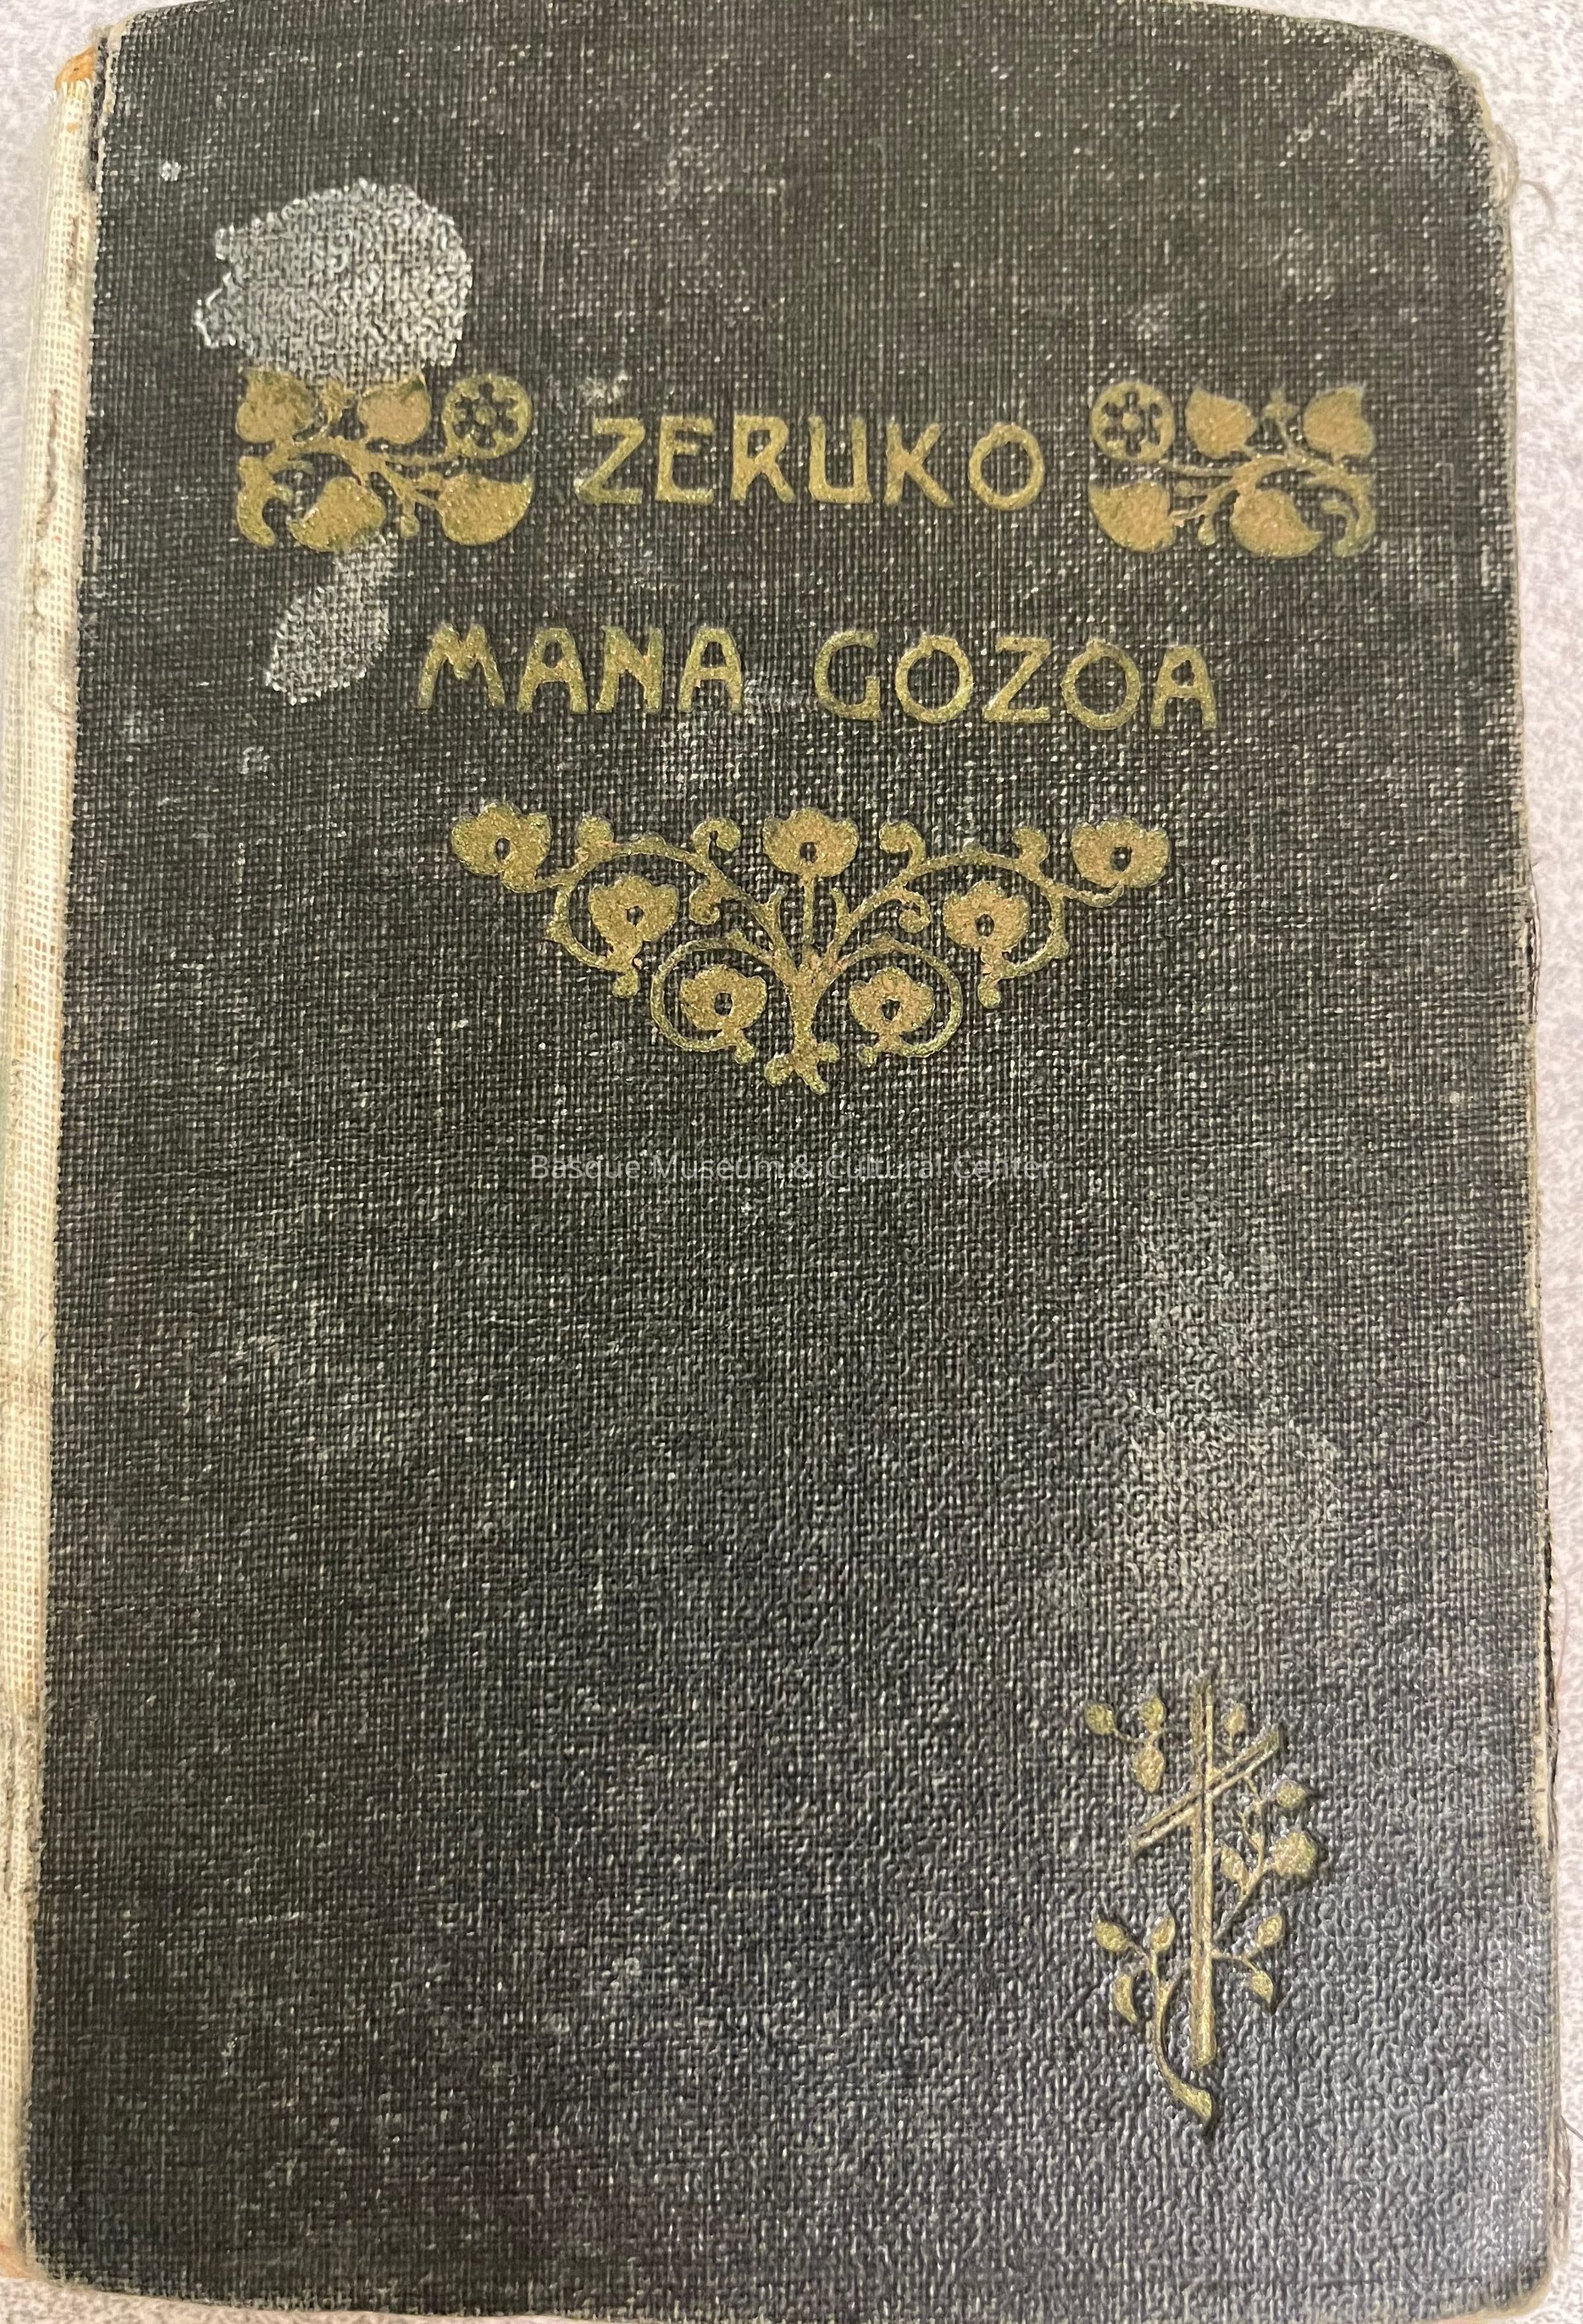 ZERUKO
MANA GOZOA
Basque Museum & Cultural Center